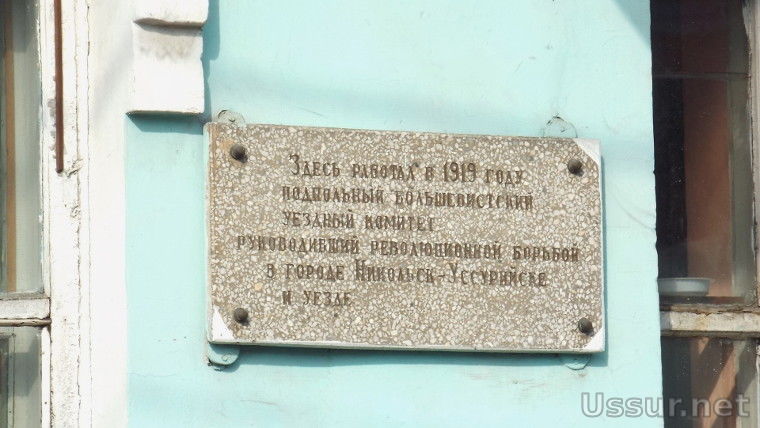 Здесь работал в 1919 году
подпольный большевистский
уездный комитет
руководивший революционной борьбой
в городе Никольск-Уссурийске
и уезде
Ussur.net